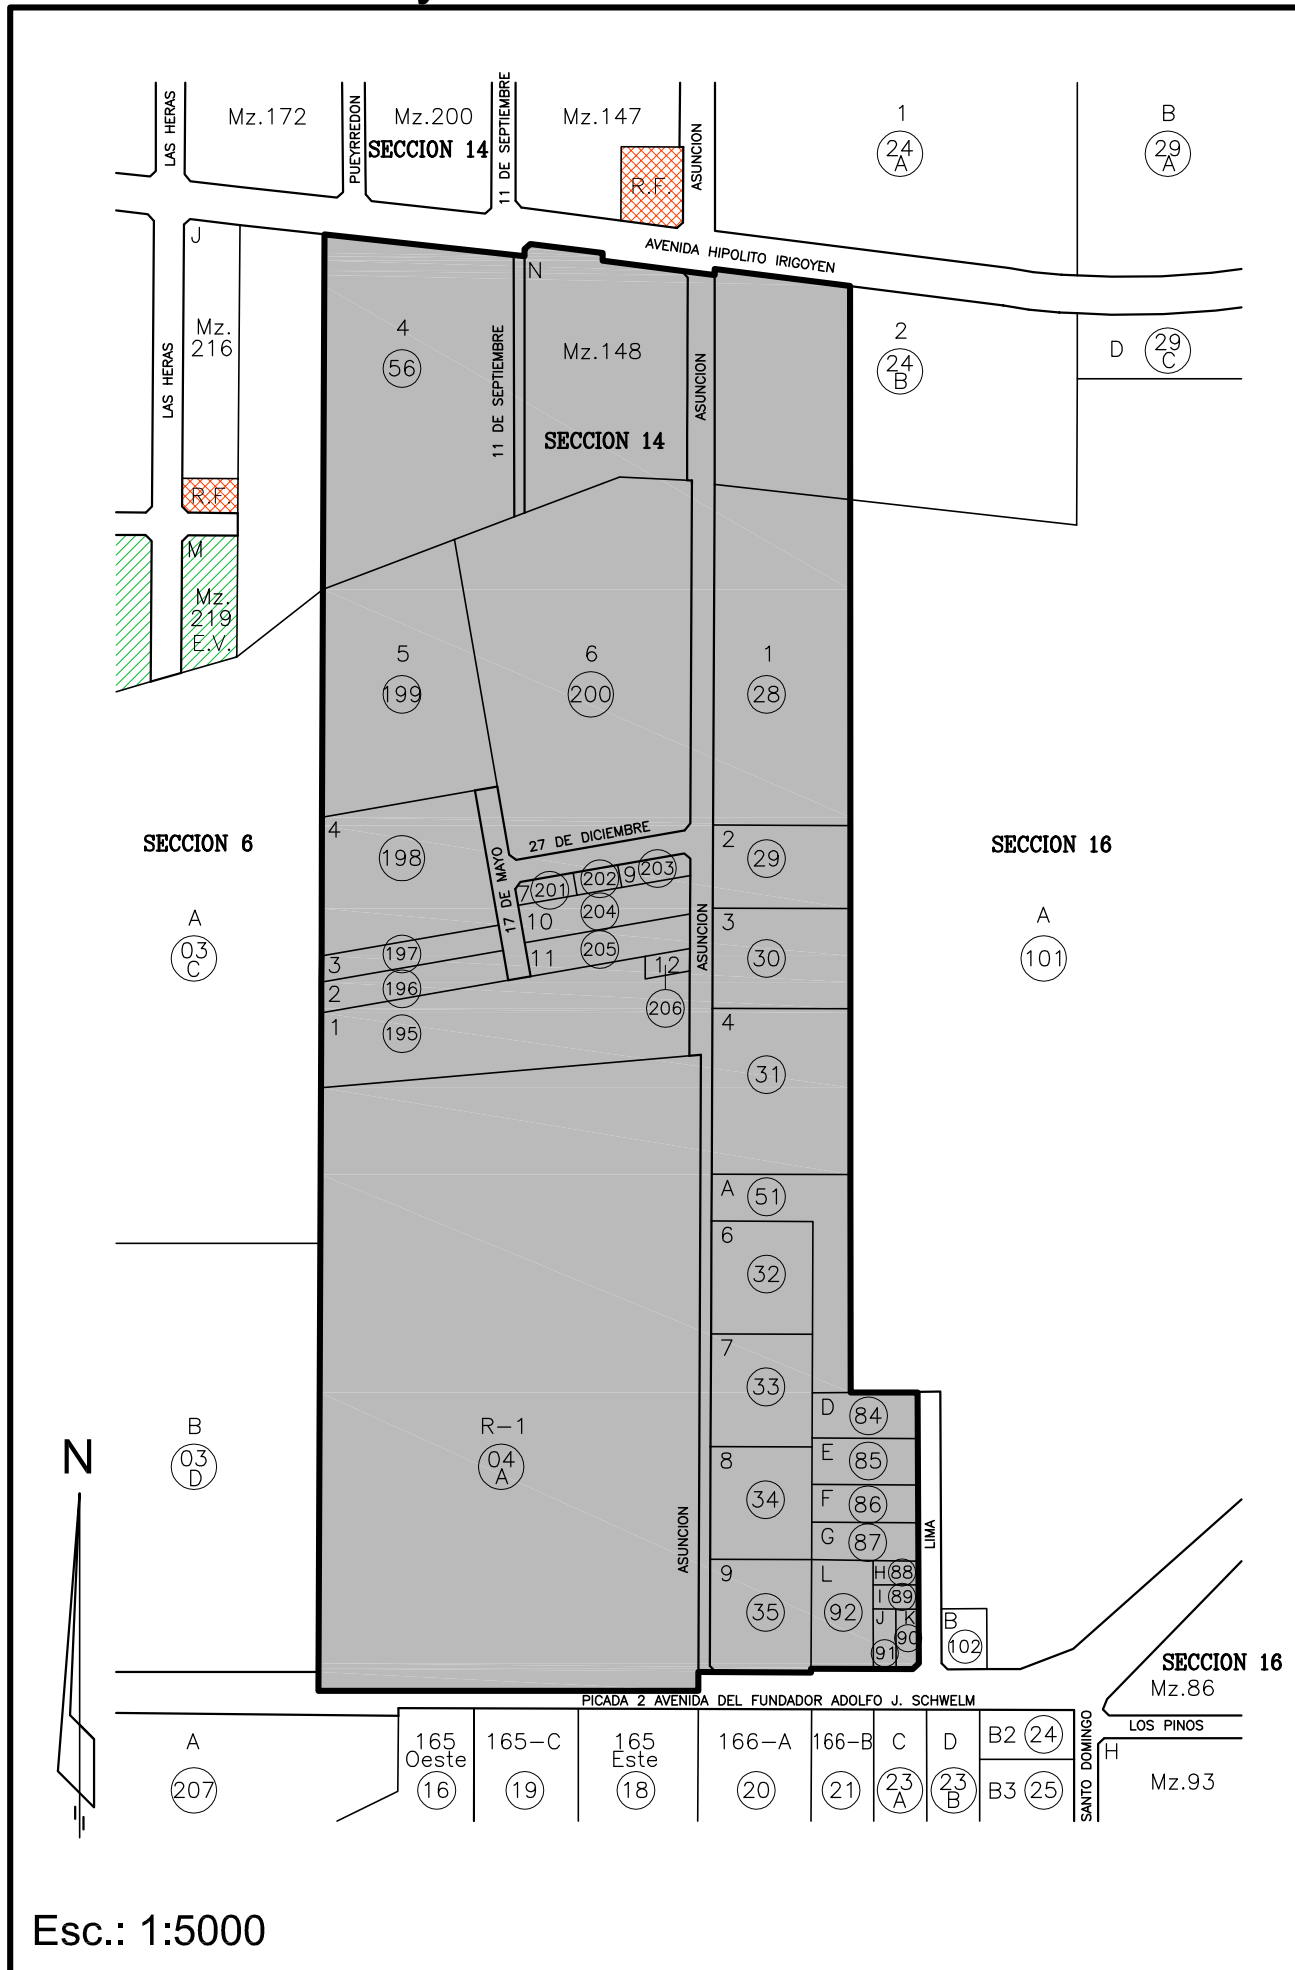 LAS HERAS
Mz.172
PUEYRREDON
Mz.200
SECCION 14
11 DE SEPTIEMBRE
Mz.147
R.F.
ASUNCION
1
24
A
B
29
A
AVENIDA HIPOLITO IRIGOYEN
J
Mz.
216
LAS HERAS
R.F.
M
Mz.
219
E.V.
4
56
11 DE SEPTIEMBRE
N
Mz.148
SECCION 14
ASUNCION
2
24
B
D
29
C
5
199
6
200
1
28
SECCION 6
A
03
C
4
198
17 DE MAYO
27 DE DICIEMBRE
7
201
202
9
203
10
204
11
205
12
206
3
197
2
196
1
195
ASUNCION
2
29
3
30
4
31
SECCION 16
A
101
A
51
6
32
7
33
8
34
9
35
B
03
D
R-1
04
A
ASUNCION
D
84
E
85
F
86
G
87
H
88
I
89
J
91
K
90
L
92
LIMA
B
102
N
SECCION 16
Mz.86
PICADA 2 AVENIDA DEL FUNDADOR ADOLFO J. SCHWELM
LOS PINOS
SANTO DOMINGO
H
Mz.93
A
207
165
Oeste
16
165-C
19
165
Este
18
166-A
20
166-B
21
C
23
A
D
23
B
B2
24
B3
25
Esc.: 1:5000